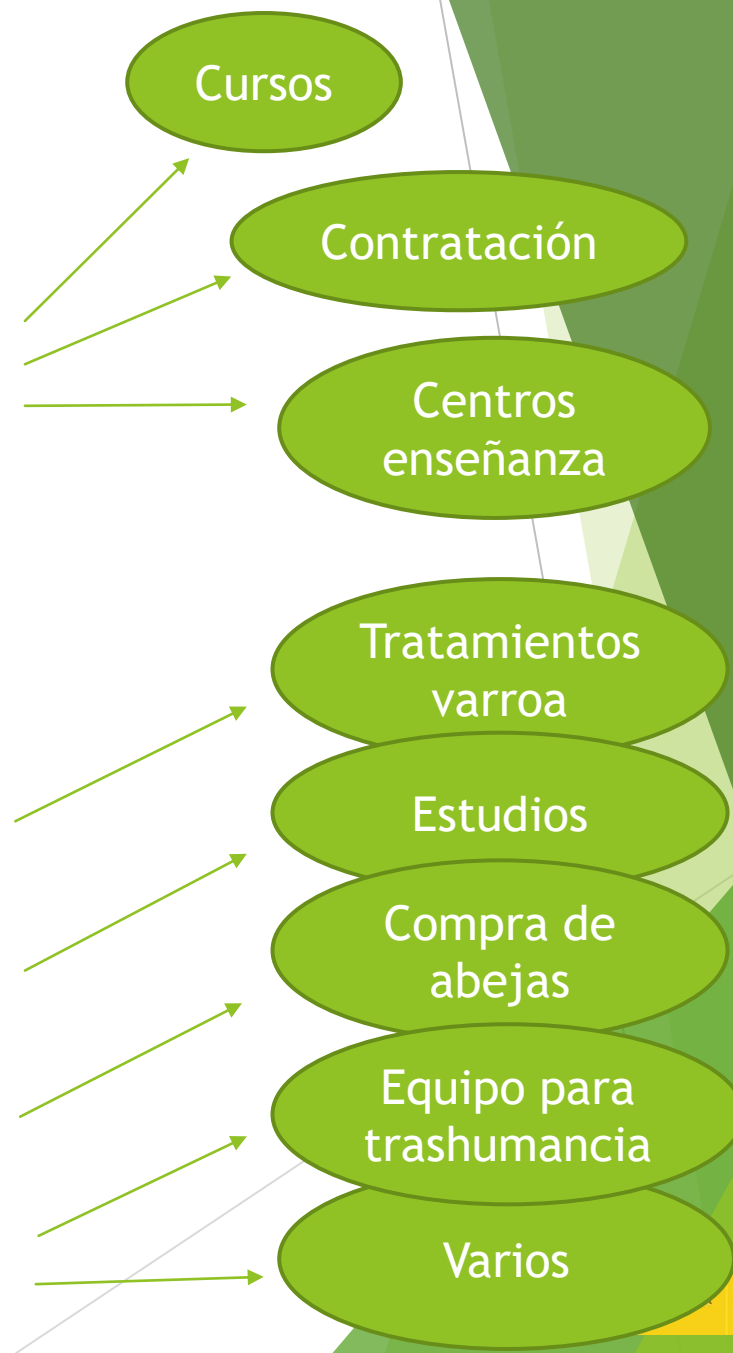 Cursos
Contratación
Centros
enseñanza
Tratamientos
varroa
Estudios
Compra de
abejas
Equipo para
trashumancia
Varios